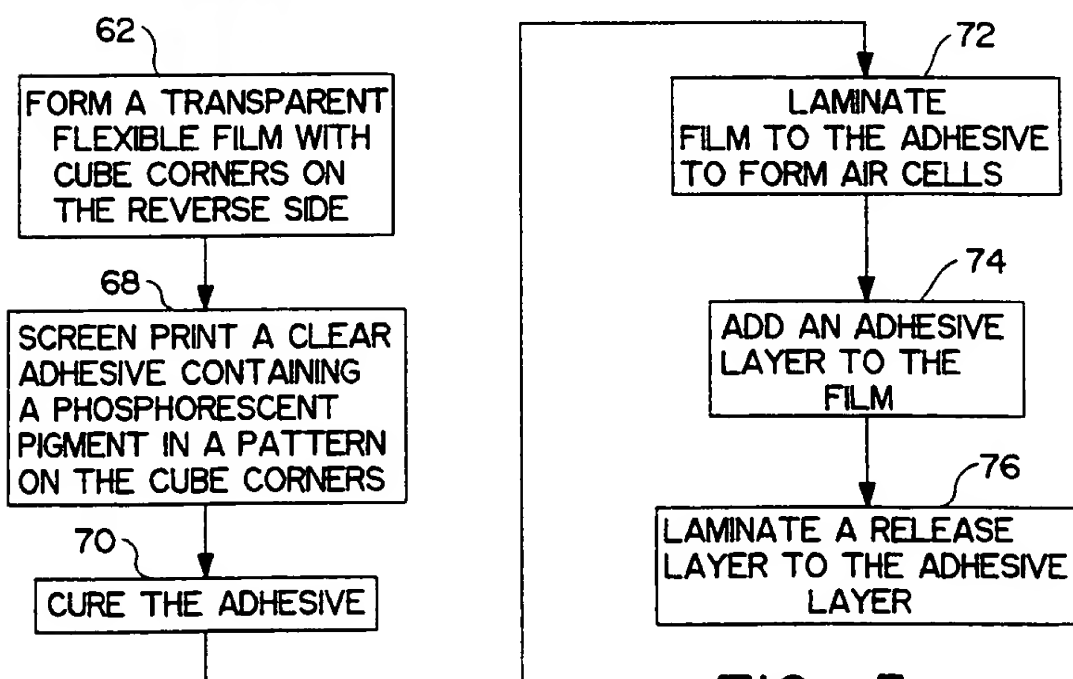 62
FORM A TRANSPARENT
FLEXIBLE FILM WITH
CUBE CORNERS ON
THE REVERSE SIDE
68
SCREEN PRINT A CLEAR
ADHESIVE CONTAINING
A PHOSPHORESCENT
PIGMENT IN A PATTERN
ON THE CUBE CORNERS
70
CURE THE ADHESIVE
72
LAMINATE
FILM TO THE ADHESIVE
TO FORM AIR CELLS
74
ADD AN ADHESIVE
LAYER TO THE
FILM
76
LAMINATE A RELEASE
LAYER TO THE ADHESIVE
LAYER